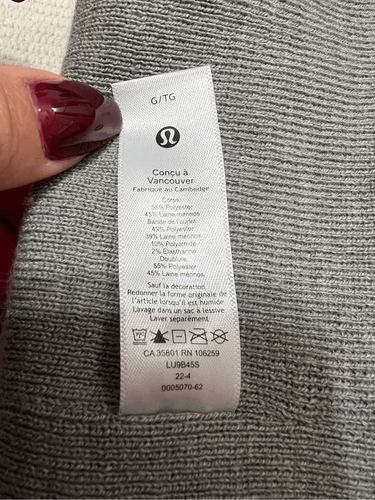 G/TG
Conçu à
Vancouver
Fabriqué au Cambodge
Corps:
55% Polyester
45% Laine mérinos
Bande de l'ourlet:
49% Polyester
39% Laine mérinos
10% Polyamide
2% Élasthanne
Doublure:
55% Polyester
45% Laine mérinos
Sauf la décoration
Redonner la forme originale de
l'article lorsqu'il est humide
Lavage dans un sac à lessive
Laver séparément
CA 35801 RN 106259
LU9B45S
22-4
0005070-62